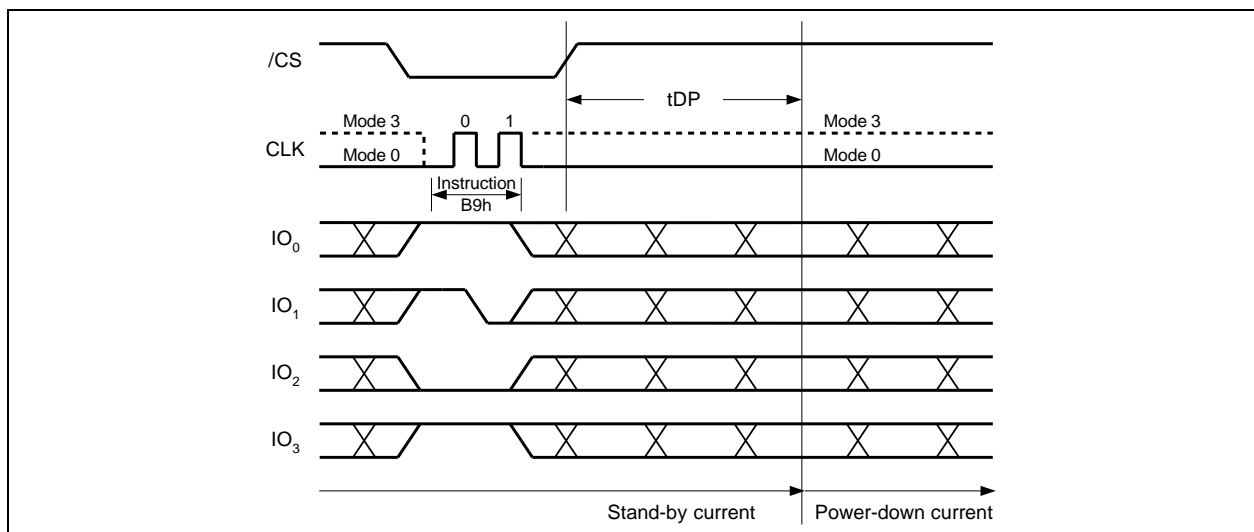 /CS
tDP
Mode 3 0 1 Mode 3
CLK
Mode 0 Mode 0
Instruction
B9h
IO0
IO1
IO2
IO3
Stand-by current Power-down current